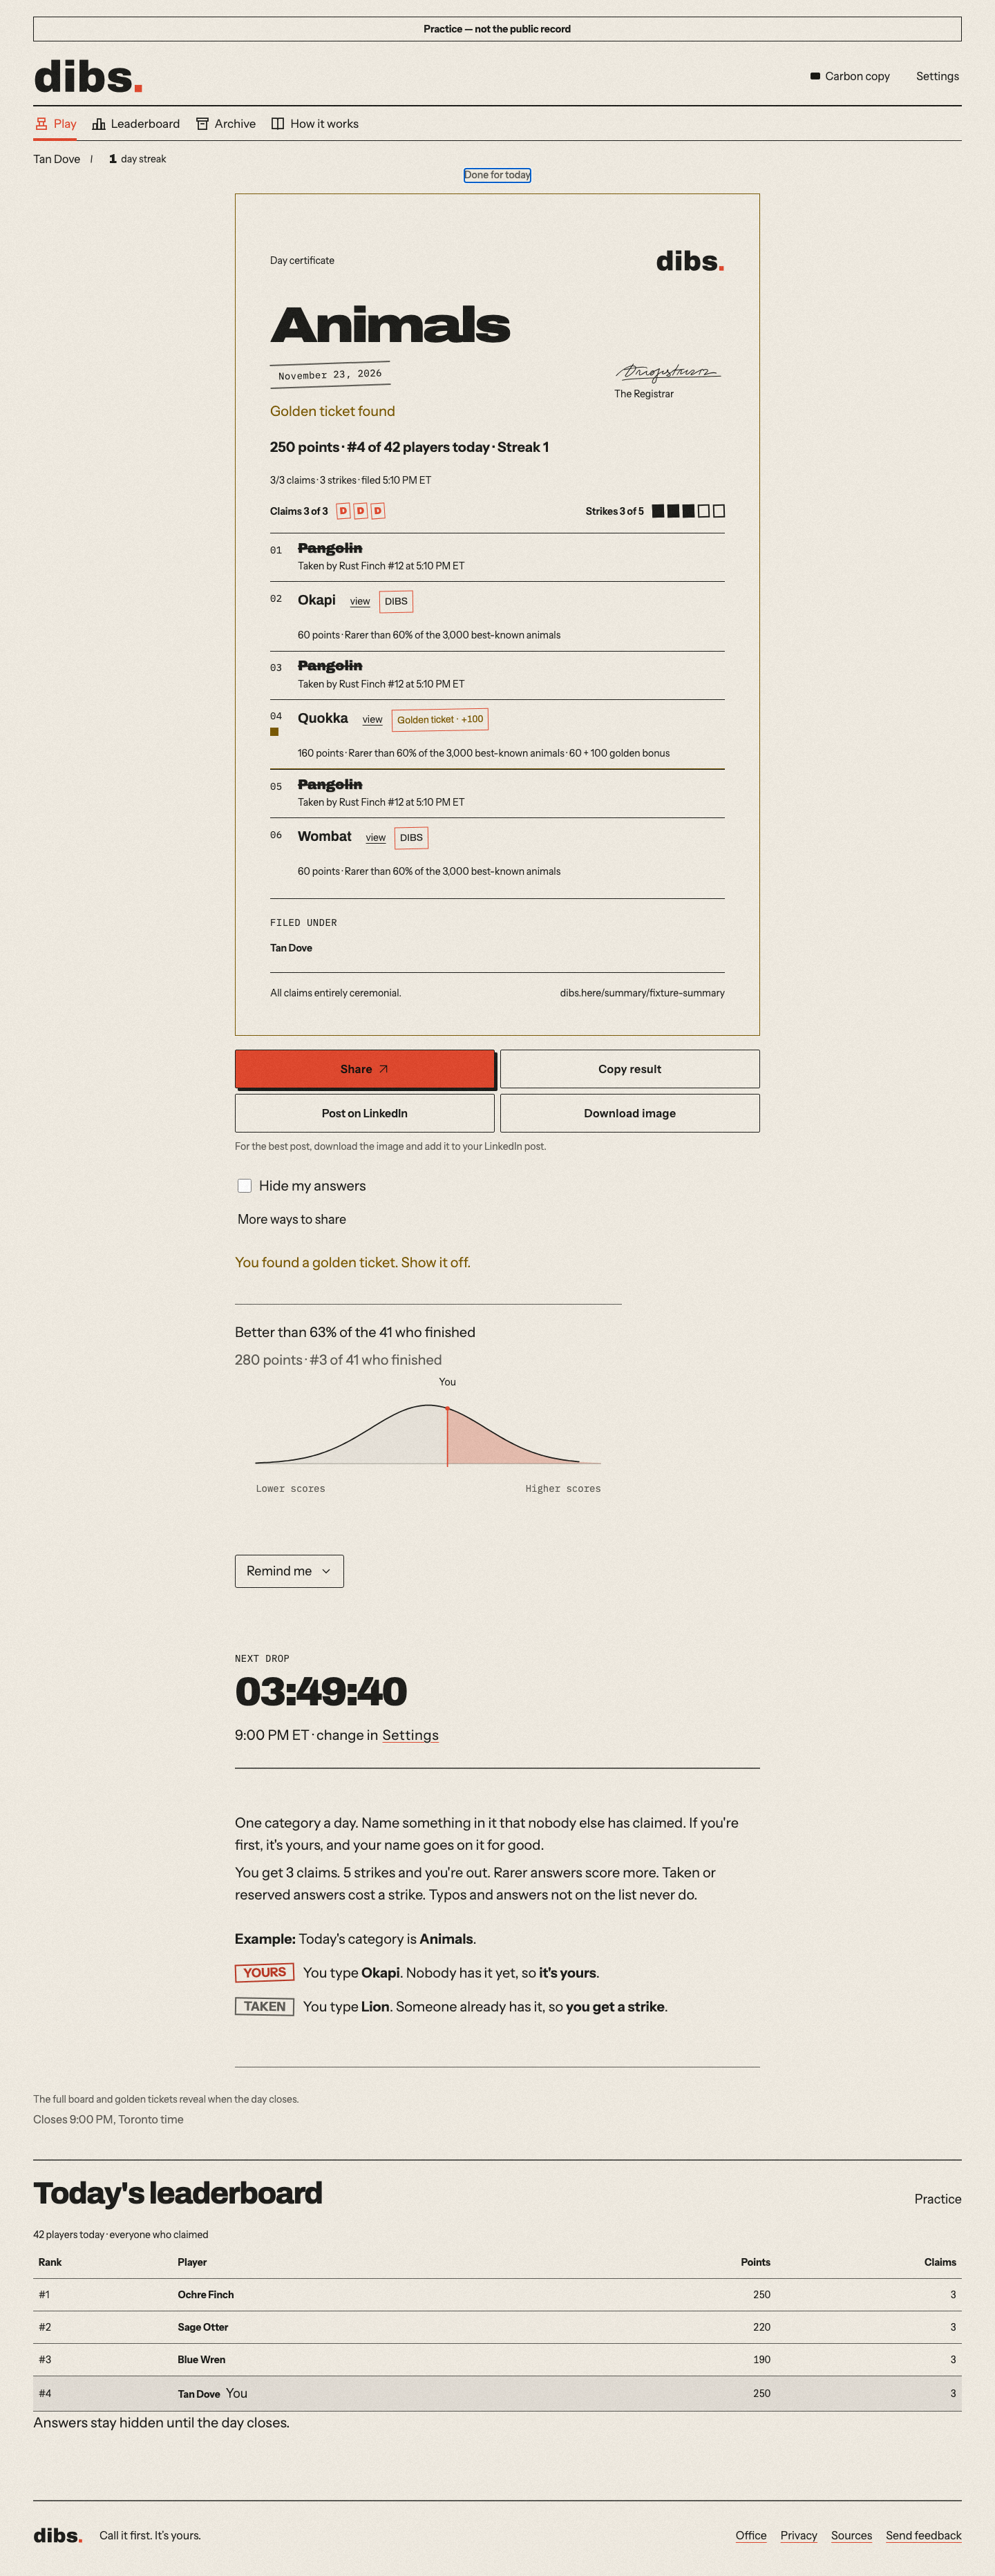 Practice — not the public record
dibs.
Carbon copy Settings
Play Leaderboard Archive How it works
Tan Dove / 1 day streak
Done for today
Day certificate dibs.
Animals
November 23, 2026
The Registrar
Golden ticket found
250 points · #4 of 42 players today · Streak 1
3/3 claims · 3 strikes · filed 5:10 PM ET
Claims 3 of 3 D D D Strikes 3 of 5
01 Pangolin
Taken by Rust Finch #12 at 5:10 PM ET
02 Okapi view DIBS
60 points · Rarer than 60% of the 3,000 best-known animals
03 Pangolin
Taken by Rust Finch #12 at 5:10 PM ET
04 Quokka view Golden ticket · +100
160 points · Rarer than 60% of the 3,000 best-known animals · 60 + 100 golden bonus
05 Pangolin
Taken by Rust Finch #12 at 5:10 PM ET
06 Wombat view DIBS
60 points · Rarer than 60% of the 3,000 best-known animals
FILED UNDER
Tan Dove
All claims entirely ceremonial. dibs.here/summary/fixture-summary
Share Copy result
Post on LinkedIn Download image
For the best post, download the image and add it to your LinkedIn post.
Hide my answers
More ways to share
You found a golden ticket. Show it off.
Better than 63% of the 41 who finished
280 points · #3 of 41 who finished
You
Lower scores Higher scores
Remind me
NEXT DROP
03:49:40
9:00 PM ET · change in Settings
One category a day. Name something in it that nobody else has claimed. If you're
first, it's yours, and your name goes on it for good.
You get 3 claims. 5 strikes and you're out. Rarer answers score more. Taken or
reserved answers cost a strike. Typos and answers not on the list never do.
Example: Today's category is Animals.
YOURS You type Okapi. Nobody has it yet, so it's yours.
TAKEN You type Lion. Someone already has it, so you get a strike.
The full board and golden tickets reveal when the day closes.
Closes 9:00 PM, Toronto time
Today's leaderboard Practice
42 players today · everyone who claimed
Rank Player Points Claims
#1 Ochre Finch 250 3
#2 Sage Otter 220 3
#3 Blue Wren 190 3
#4 Tan Dove You 250 3
Answers stay hidden until the day closes.
dibs. Call it first. It's yours. Office Privacy Sources Send feedback